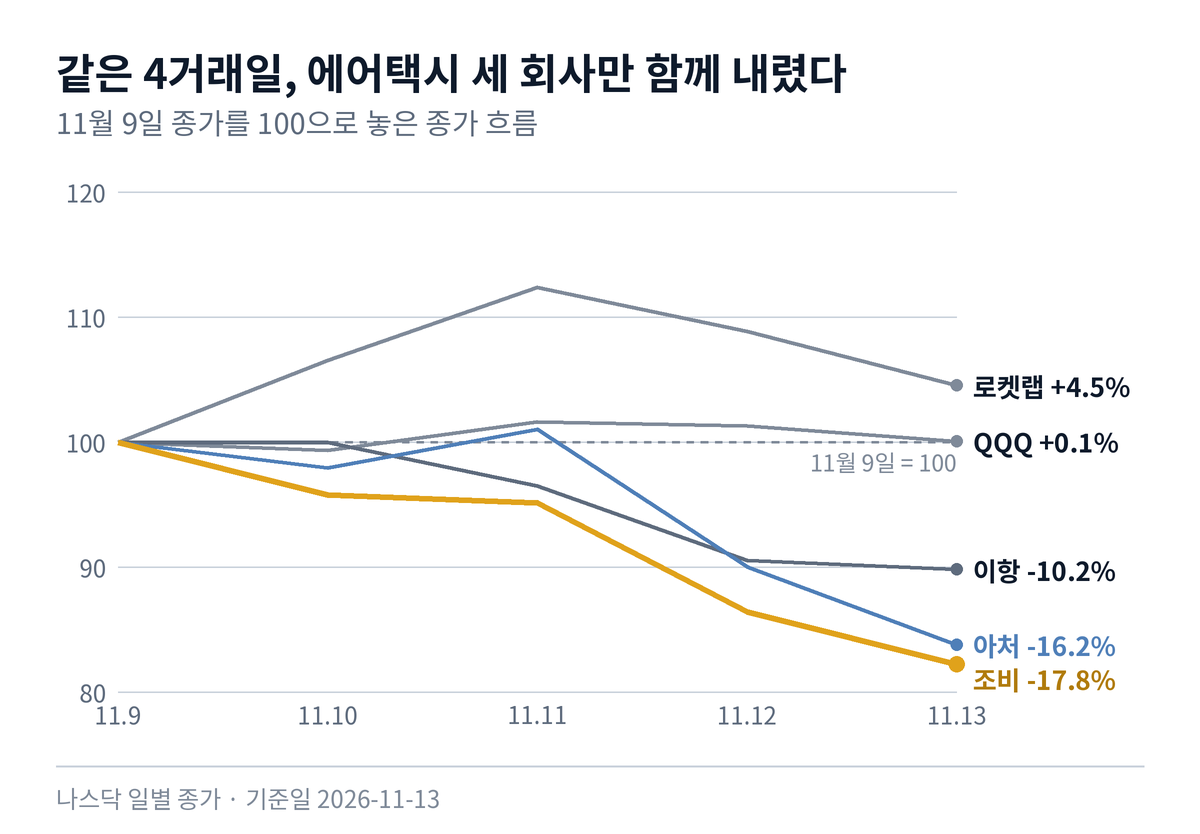 같은 4거래일, 에어택시 세 회사만 함께 내렸다
11월 9일 종가를 100으로 놓은 종가 흐름
120
110
로켓랩 +4.5%
100
QQQ +0.1%
11월 9일 = 100
90
이항 -10.2%
아처 -16.2%
조비 -17.8%
80
11.9 11.10 11.11 11.12 11.13
나스닥 일별 종가 · 기준일 2026-11-13